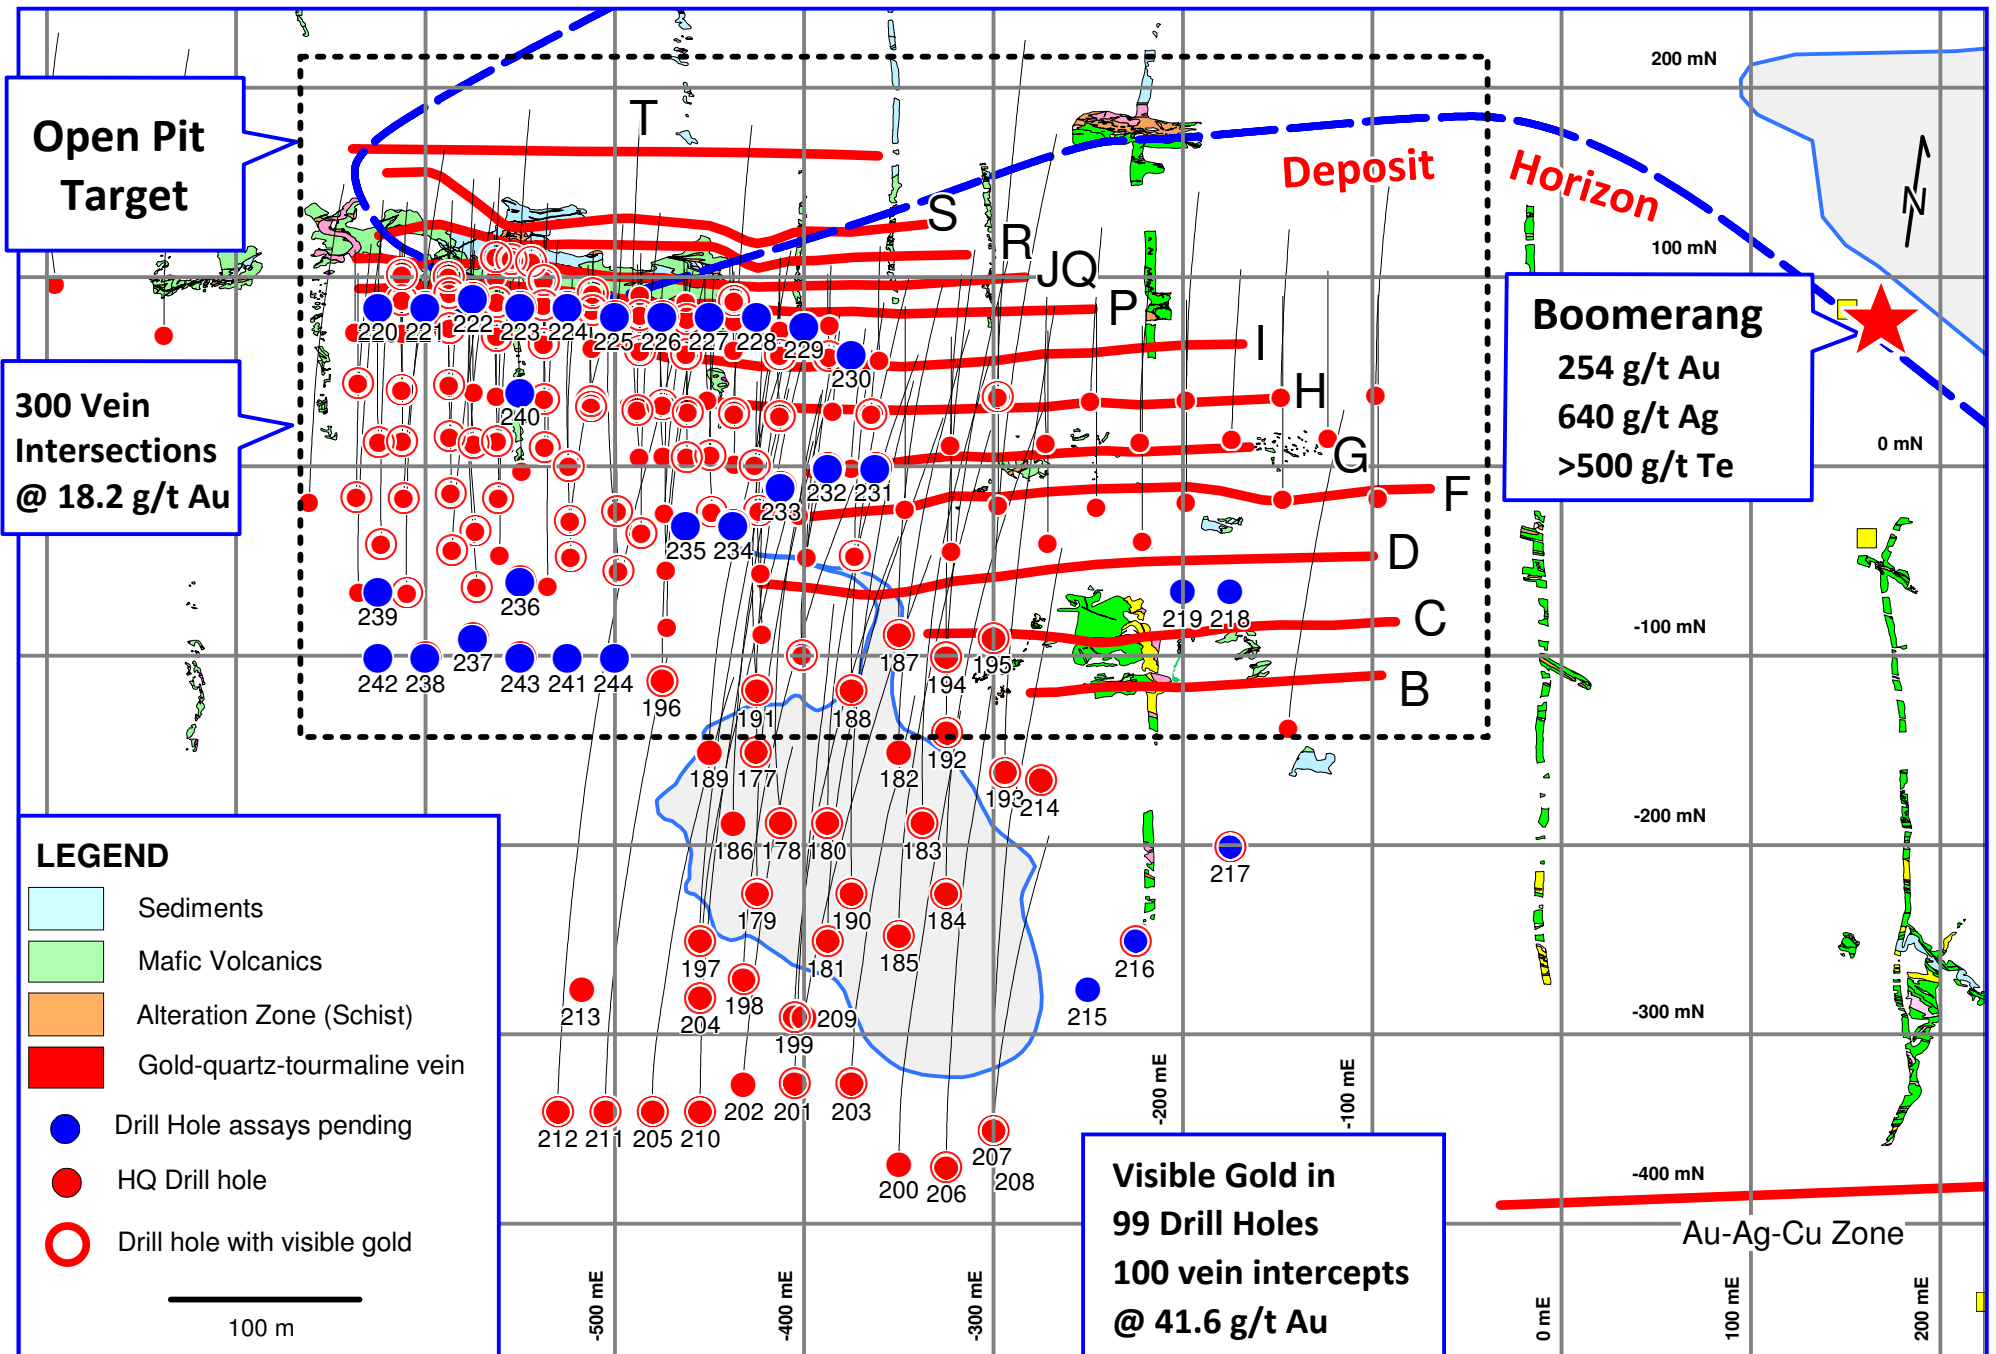 200 mN
Open Pit
Target
T
Deposit
Horizon
S
R
JQ
P
I
H
G
F
D
C
B
100 mN
0 mN
-100 mN
-200 mN
-300 mN
-400 mN
N
Boomerang
254 g/t Au
640 g/t Ag
>500 g/t Te
300 Vein
Intersections
@ 18.2 g/t Au
220
221
222
223
224
225
226
227
228
229
230
240
233
232
231
235
234
239
236
219
218
237
242
238
243
241
244
196
191
188
187
194
195
189
177
182
192
193
214
186
178
180
183
217
179
190
184
197
181
185
216
198
215
213
204
209
199
202
201
203
212
211
205
210
207
200
206
208
LEGEND
Sediments
Mafic Volcanics
Alteration Zone (Schist)
Gold-quartz-tourmaline vein
Drill Hole assays pending
HQ Drill hole
Drill hole with visible gold
100 m
-500 mE
-400 mE
-300 mE
-200 mE
-100 mE
0 mE
100 mE
200 mE
Visible Gold in
99 Drill Holes
100 vein intercepts
@ 41.6 g/t Au
Au-Ag-Cu Zone